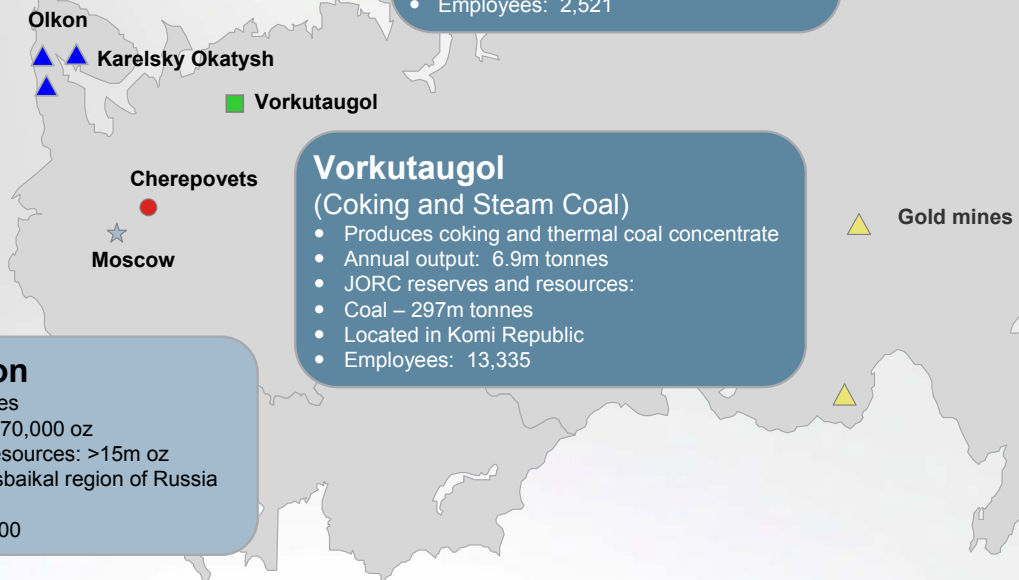 Employees: 2,521
Olkon
Karelsky Okatysh
Vorkutaugol
Cherepovets
Moscow
Vorkutaugol
(Coking and Steam Coal)
• Produces coking and thermal coal concentrate
• Annual output: 6.9m tonnes
• JORC reserves and resources:
• Coal – 297m tonnes
• Located in Komi Republic
• Employees: 13,335
Gold mines
on
es
70,000 oz
sources: >15m oz
sbaikal region of Russia
00